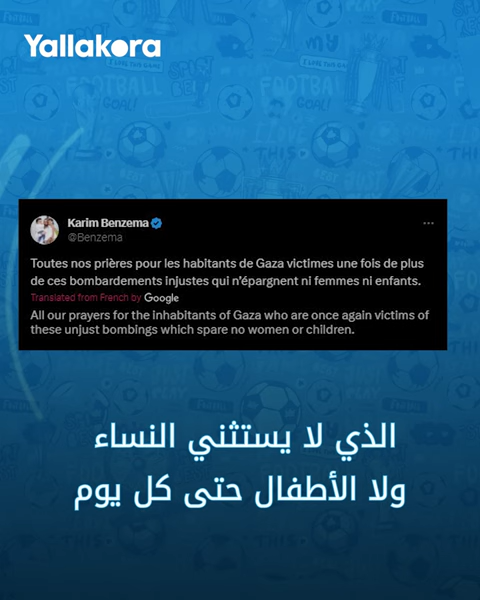 Yallakora
Karim Benzema
@Benzema
Toutes nos prières pour les habitants de Gaza victimes une fois de plus
de ces bombardements injustes qui n'épargnent ni femmes ni enfants.
Translated from French by Google
All our prayers for the inhabitants of Gaza who are once again victims of
these unjust bombings which spare no women or children.
الذي لا يستثني النساء
ولا الأطفال حتى كل يوم